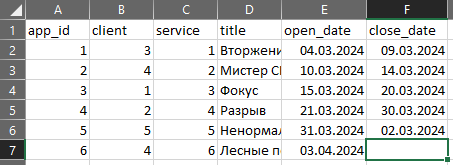 A B C D E F
1 app_id client service title open_date close_date
2 1 3 1 Вторжени 04.03.2024 09.03.2024
3 2 4 2 Мистер 10.03.2024 14.03.2024
4 3 1 3 Фокус 15.03.2024 20.03.2024
5 4 2 4 Разрыв 21.03.2024 30.03.2024
6 5 5 5 Ненормал 31.03.2024 02.03.2024
7 6 4 6 Лесные 03.04.2024